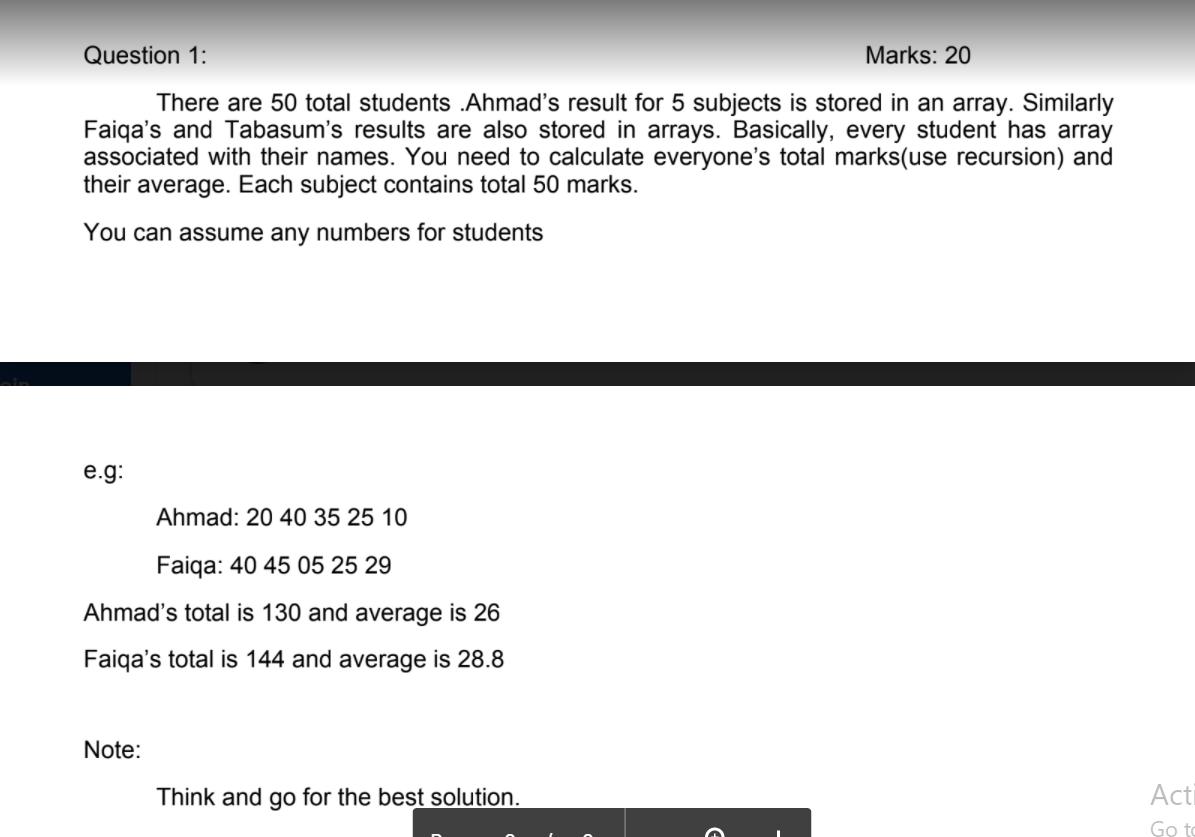 Question 1: Marks: 20
There are 50 total students .Ahmad's result for 5 subjects is stored in an array. Similarly
Faiqa's and Tabasum's results are also stored in arrays. Basically, every student has array
associated with their names. You need to calculate everyone's total marks(use recursion) and
their average. Each subject contains total 50 marks.
You can assume any numbers for students
e.g:
Ahmad: 20 40 35 25 10
Faiqa: 40 45 05 25 29
Ahmad's total is 130 and average is 26
Faiqa's total is 144 and average is 28.8
Note:
Think and go for the best solution.